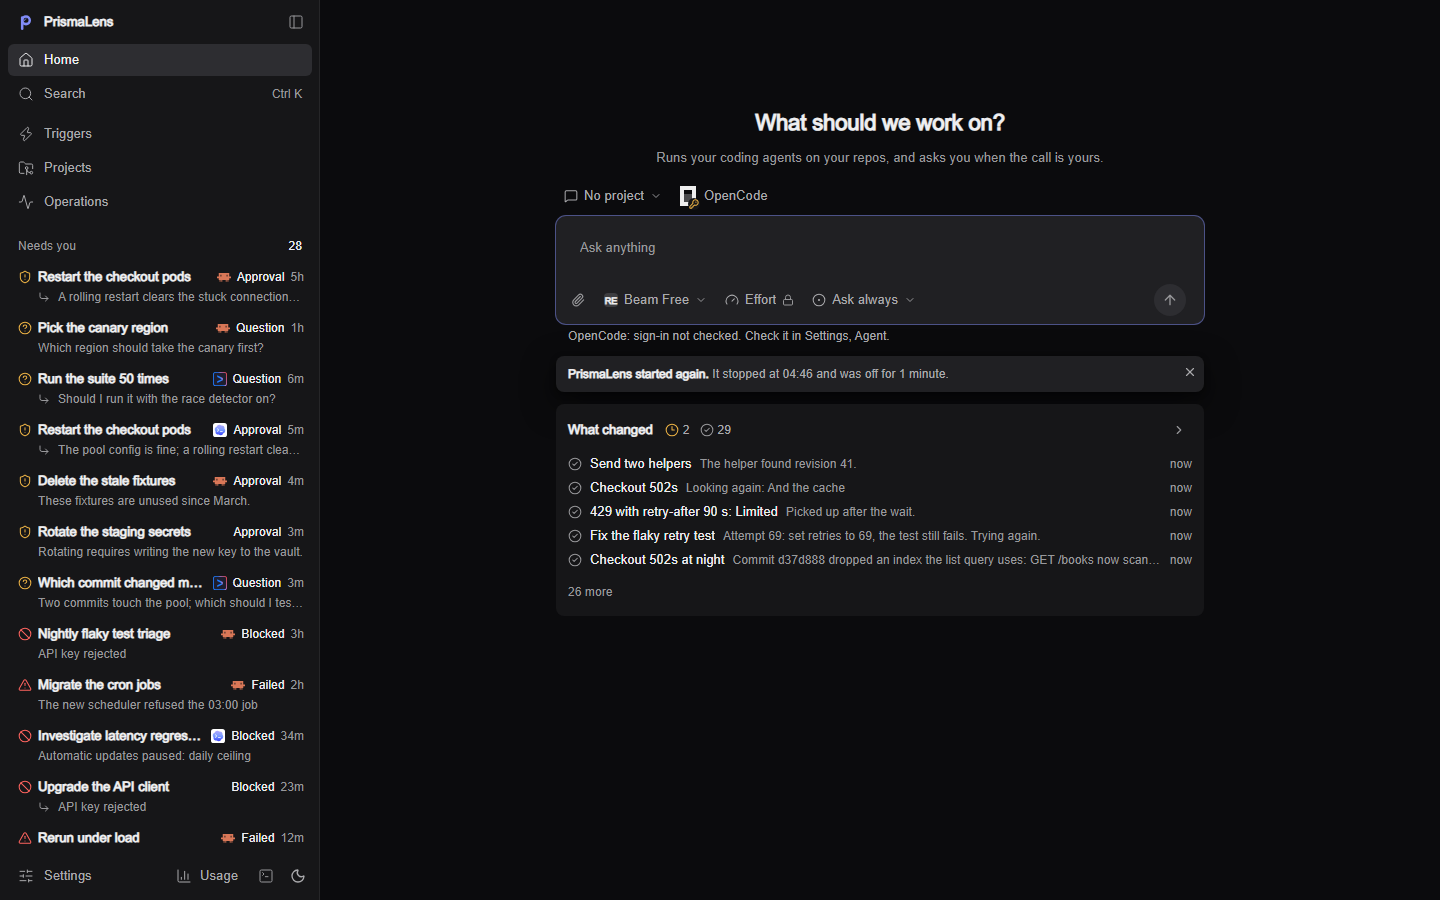 PrismaLens
Home
Search Ctrl K
Triggers
Projects
Operations
Needs you 28
Restart the checkout pods Approval 5h
A rolling restart clears the stuck connection...
Pick the canary region Question 1h
Which region should take the canary first?
Run the suite 50 times Question 6m
Should I run it with the race detector on?
Restart the checkout pods Approval 5m
The pool config is fine; a rolling restart clea...
Delete the stale fixtures Approval 4m
These fixtures are unused since March.
Rotate the staging secrets Approval 3m
Rotating requires writing the new key to the vault.
Which commit changed m... Question 3m
Two commits touch the pool; which should I tes...
Nightly flaky test triage Blocked 3h
API key rejected
Migrate the cron jobs Failed 2h
The new scheduler refused the 03:00 job
Investigate latency regres... Blocked 34m
Automatic updates paused: daily ceiling
Upgrade the API client Blocked 23m
API key rejected
Rerun under load Failed 12m
Settings Usage
What should we work on?
Runs your coding agents on your repos, and asks you when the call is yours.
No project OpenCode
Ask anything
RE Beam Free Effort Ask always
OpenCode: sign-in not checked. Check it in Settings, Agent.
PrismaLens started again. It stopped at 04:46 and was off for 1 minute.
What changed 2 29
Send two helpers The helper found revision 41. now
Checkout 502s Looking again: And the cache now
429 with retry-after 90 s: Limited Picked up after the wait. now
Fix the flaky retry test Attempt 69: set retries to 69, the test still fails. Trying again. now
Checkout 502s at night Commit d37d888 dropped an index the list query uses: GET /books now scan... now
26 more